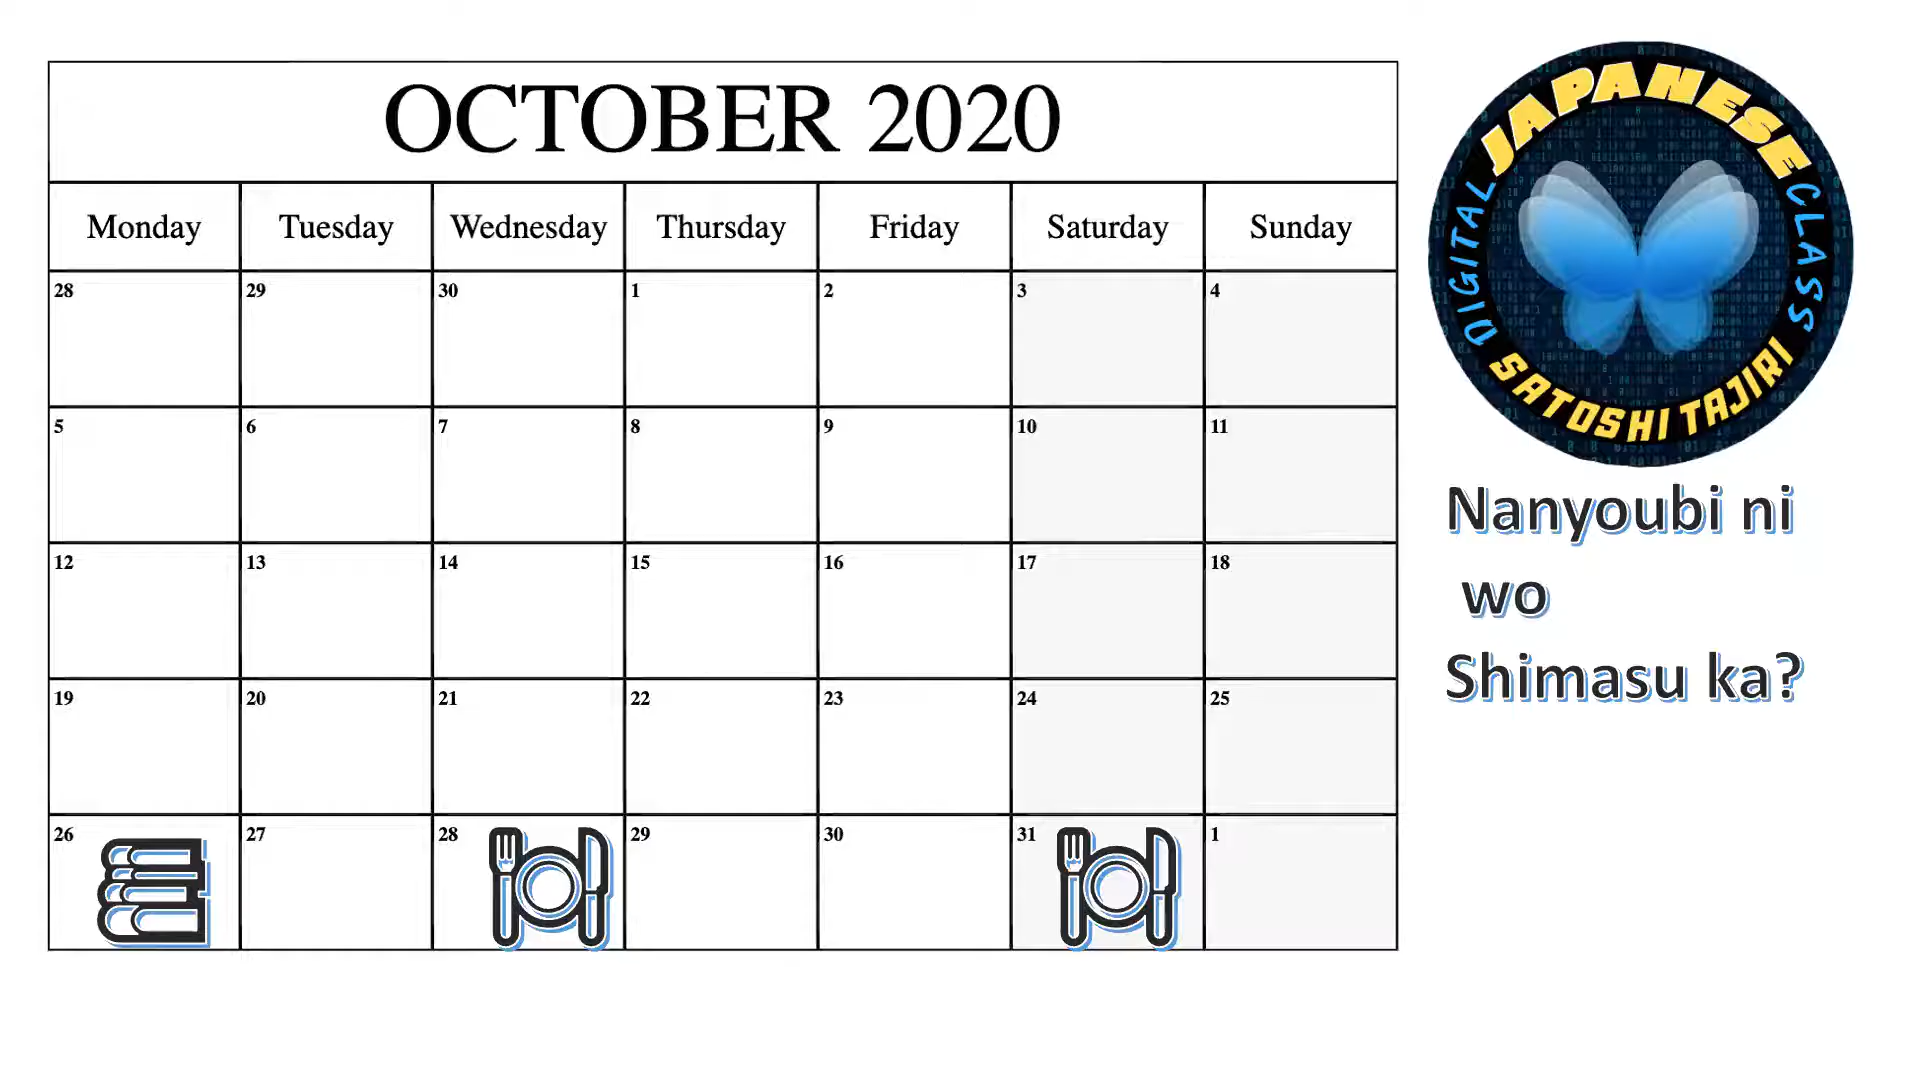 OCTOBER 2020
Monday Tuesday Wednesday Thursday Friday Saturday Sunday
28 29 30 1 2 3 4
5 6 7 8 9 10 11
12 13 14 15 16 17 18
19 20 21 22 23 24 25
26 27 28 29 30 31 1
DIGITAL JAPANESE CLASS
SATOSHI TAJIRI
Nanyoubi ni
wo
Shimasu ka?